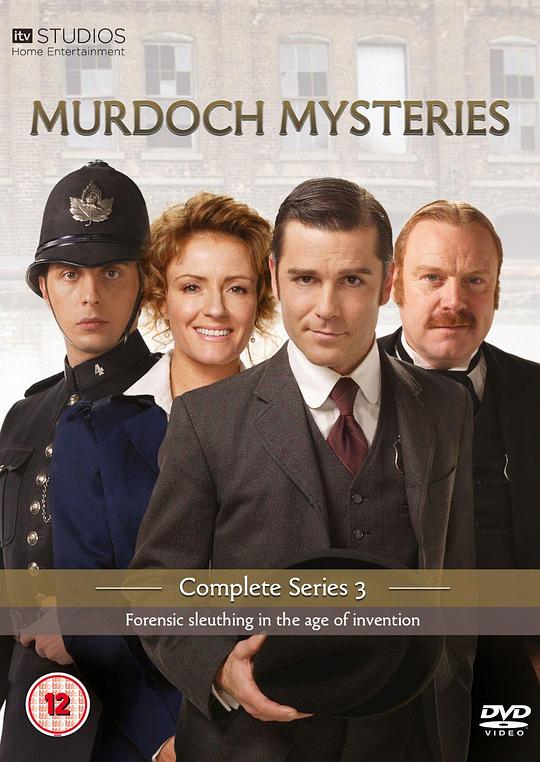 itv STUDIOS
Home Entertainment
MURDOCH MYSTERIES
4
Complete Series 3
Forensic sleuthing in the age of invention
12
DVD
VIDEO